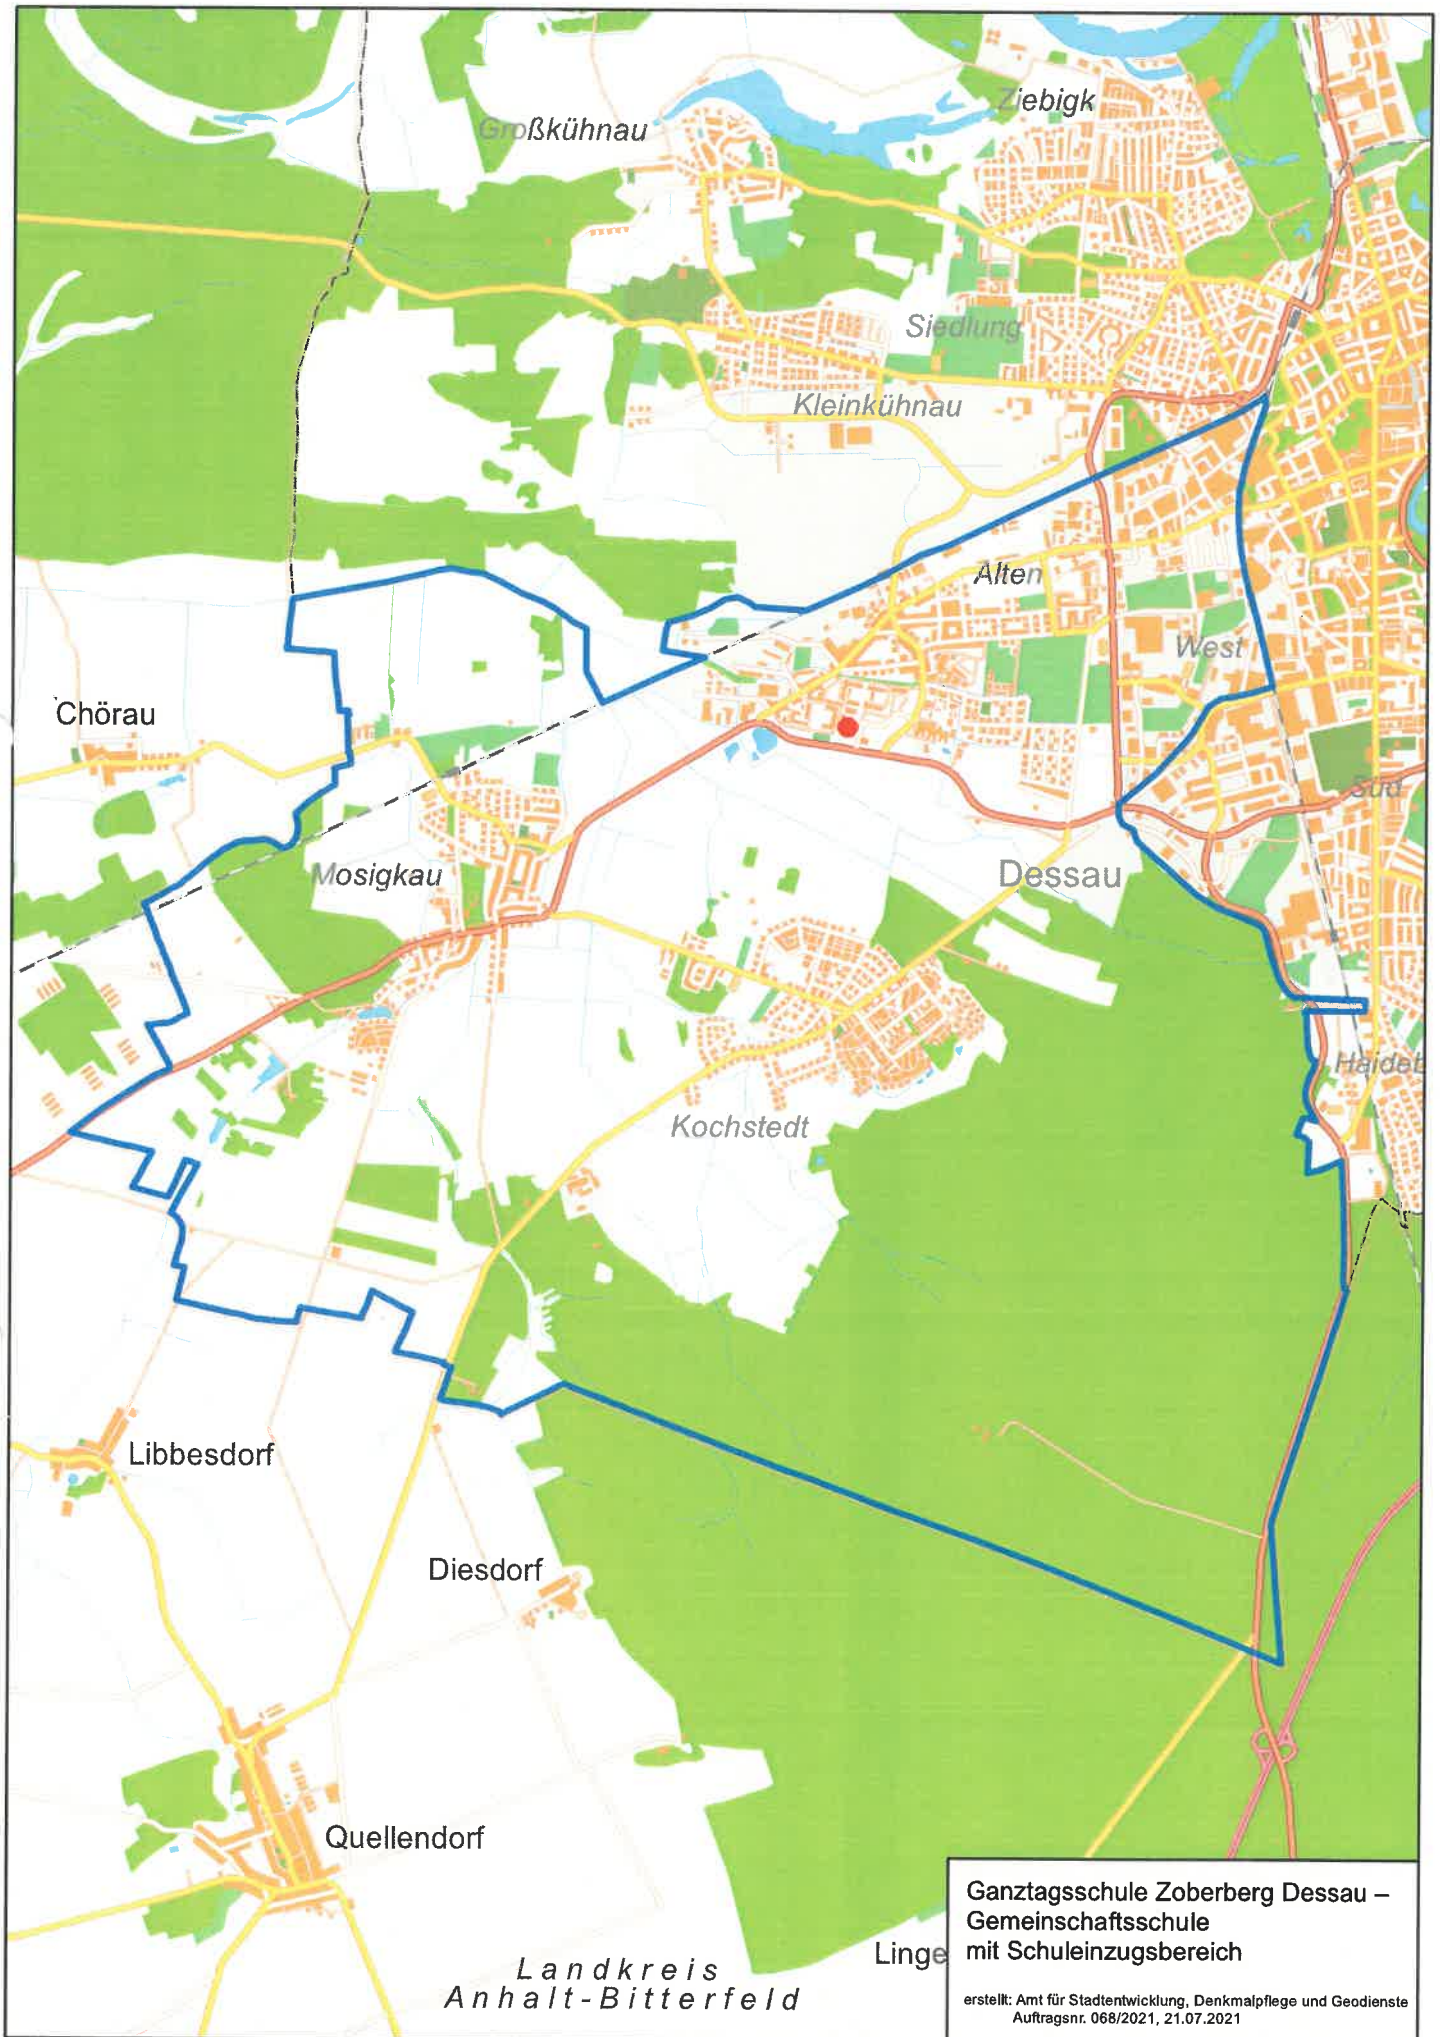 Großkühnau
Ziebigk
Siedlung
Kleinkühnau
Alten
West
Chörau
Süd
Mosigkau
Dessau
Haideb
Kochstedt
Libbesdorf
Diesdorf
Quellendorf
Landkreis
Anhalt-Bitterfeld
Linge
Ganztagsschule Zoberberg Dessau –
Gemeinschaftsschule
mit Schuleinzugsbereich
erstellt: Amt für Stadtentwicklung, Denkmalpflege und Geodienste
Auftragsnr. 068/2021, 21.07.2021